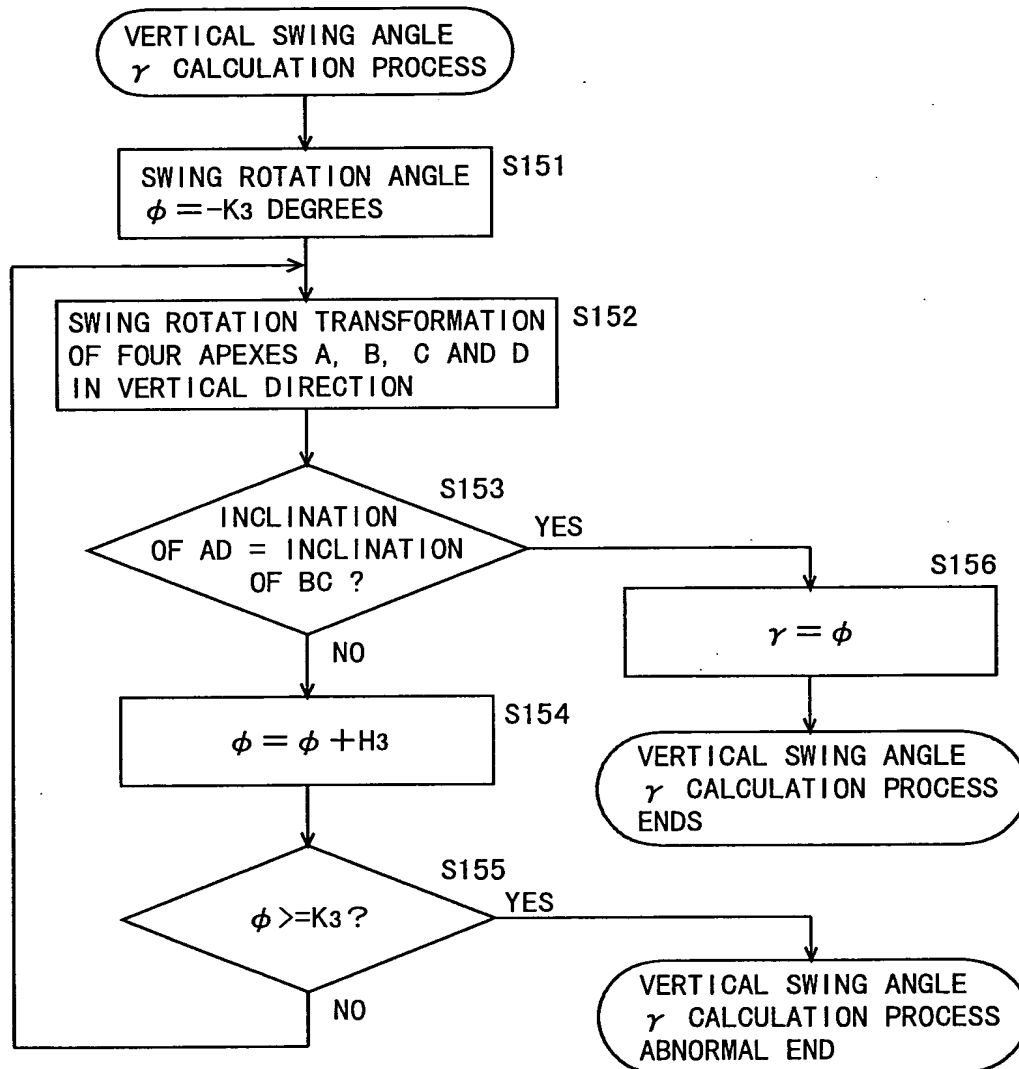 VERTICAL SWING ANGLE
γ CALCULATION PROCESS
SWING ROTATION ANGLE
φ=-K3 DEGREES
S151
SWING ROTATION TRANSFORMATION
OF FOUR APEXES A, B, C AND D
IN VERTICAL DIRECTION
S152
INCLINATION
OF AD = INCLINATION
OF BC ?
S153
YES
NO
S156
γ = φ
φ = φ +H3
S154
VERTICAL SWING ANGLE
γ CALCULATION PROCESS
ENDS
φ>=K3?
S155
YES
NO
VERTICAL SWING ANGLE
γ CALCULATION PROCESS
ABNORMAL END